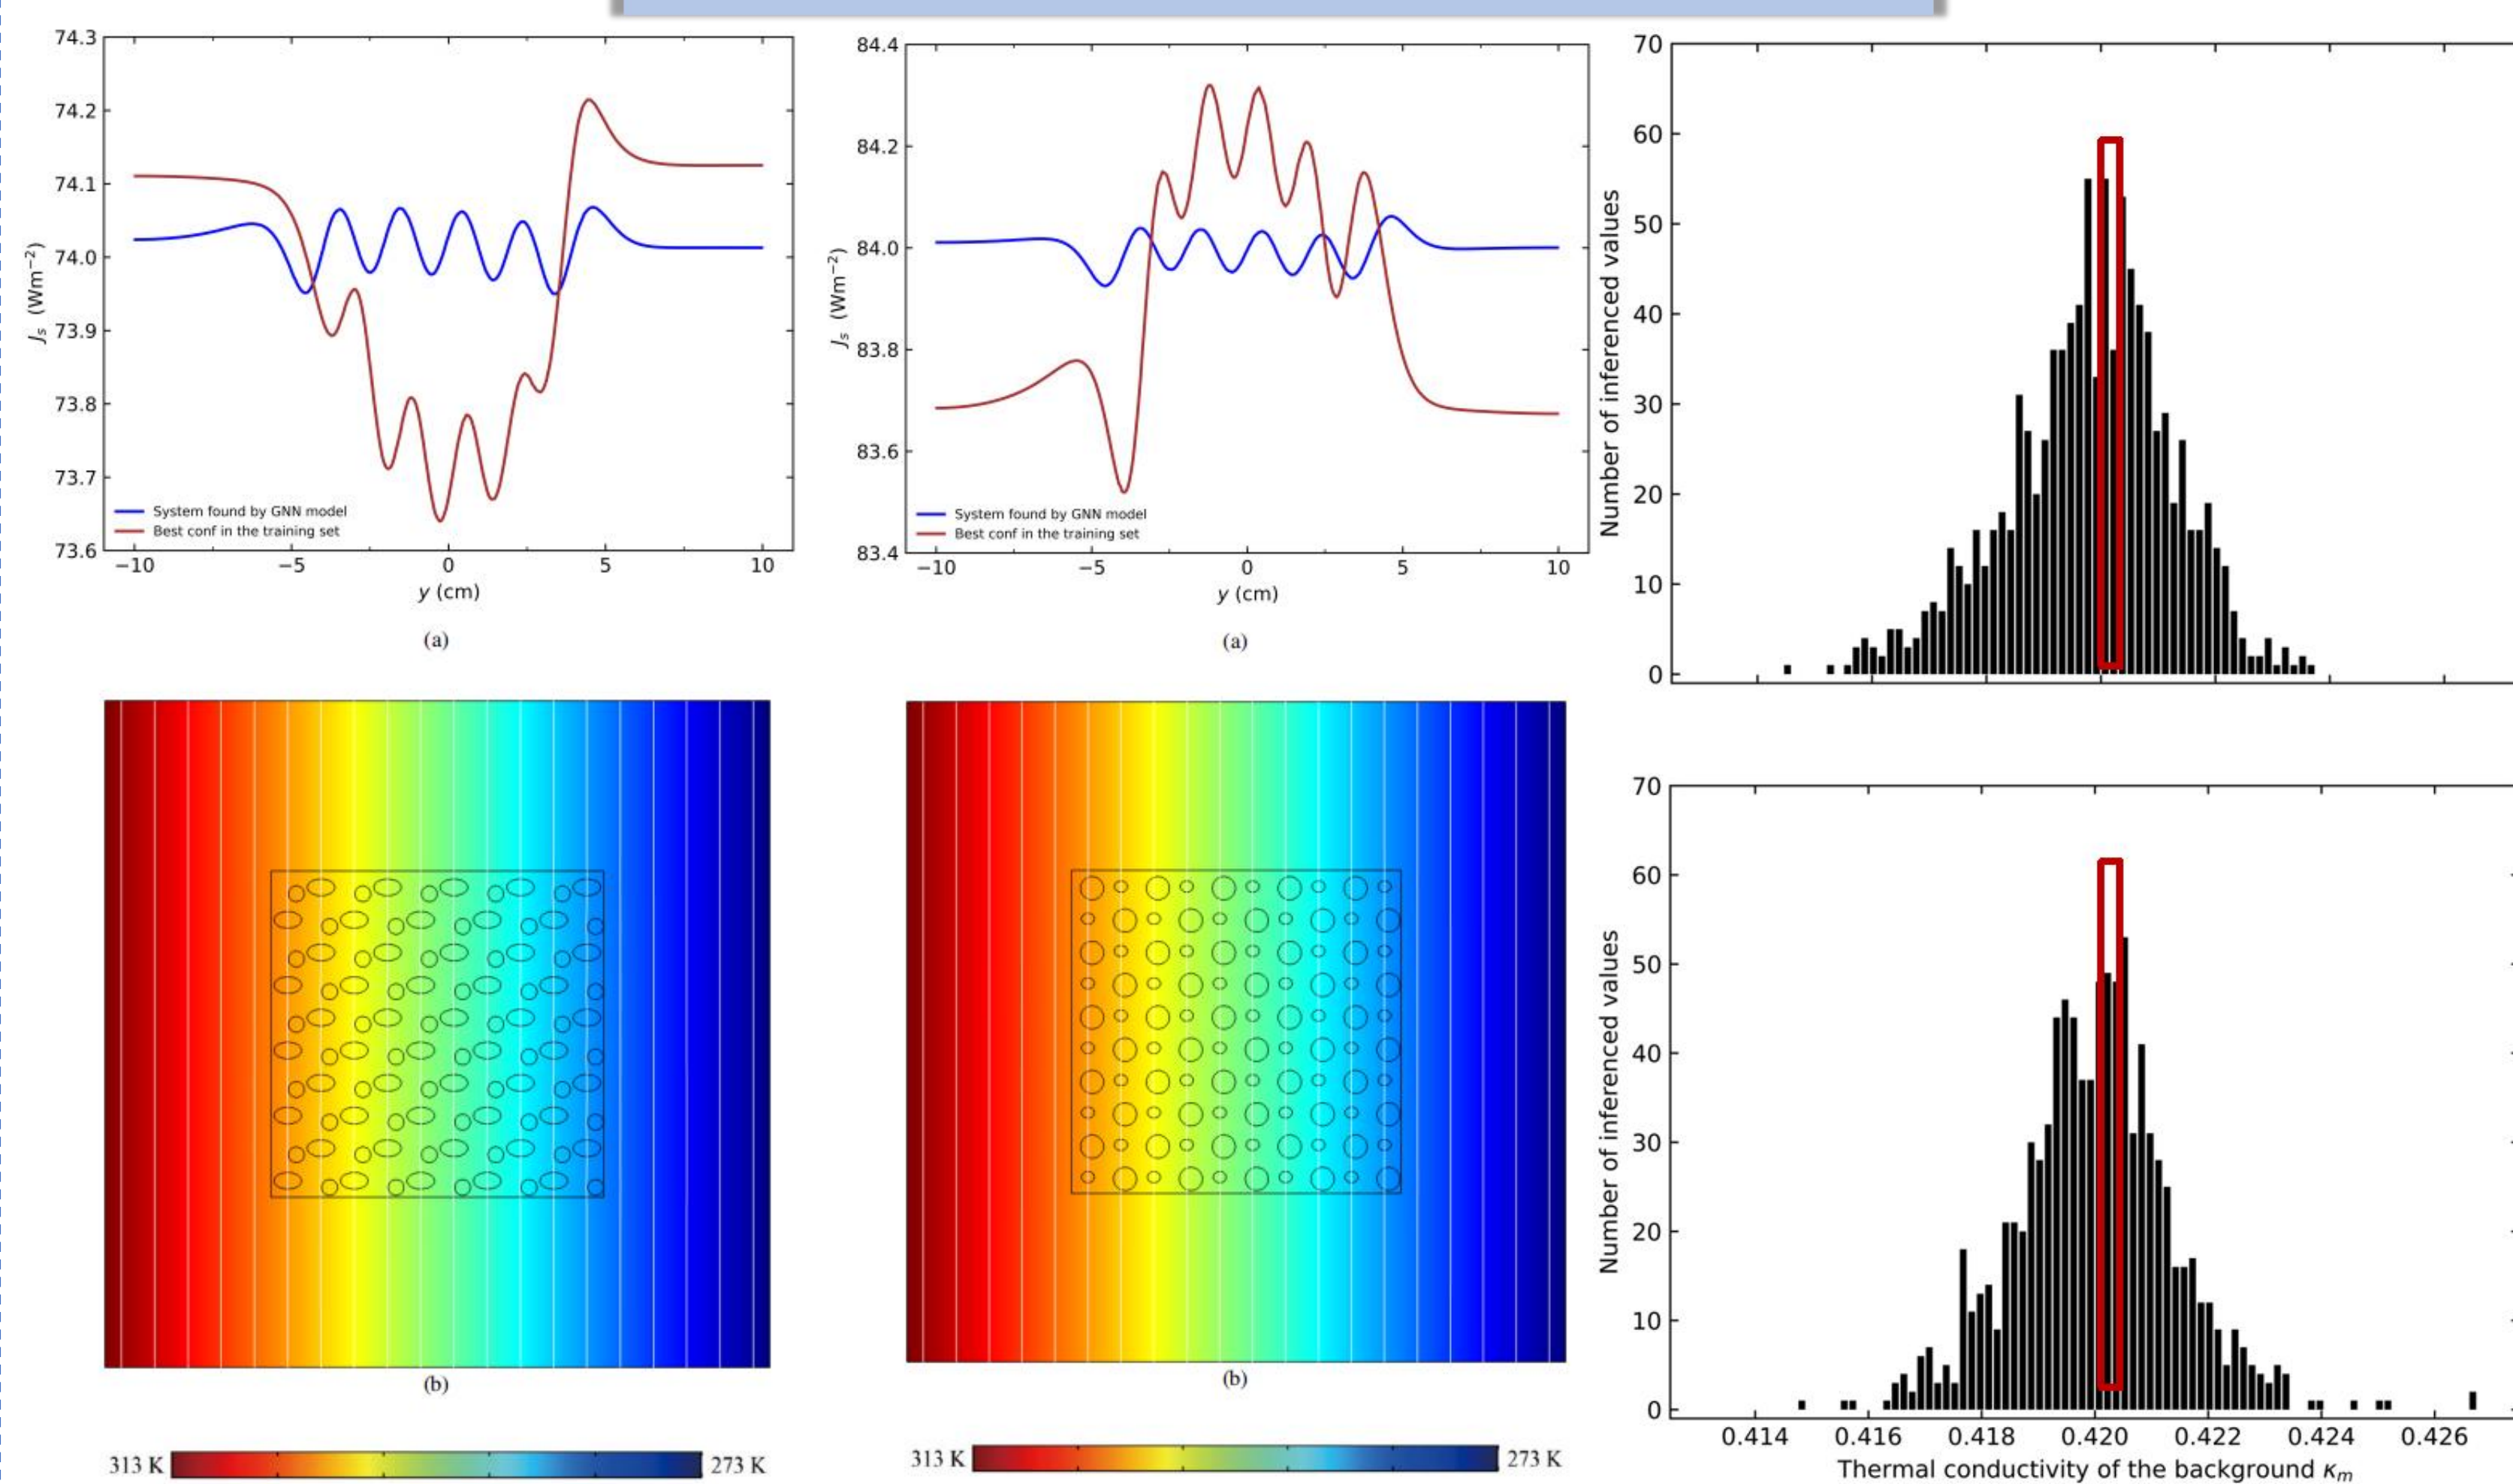 74.3
74.2
74.1
74.0
73.9
73.8
73.7
73.6
Jₛ (Wm⁻²)
System found by GNN model
Best conf in the training set
−10 −5 0 5 10
y (cm)
(a)
84.4
84.2
84.0
83.8
83.6
83.4
Jₛ (Wm⁻²)
System found by GNN model
Best conf in the training set
−10 −5 0 5 10
y (cm)
(a)
70
60
50
40
30
20
10
0
Number of inferenced values
(b)
313 K 273 K
(b)
313 K 273 K
70
60
50
40
30
20
10
0
Number of inferenced values
0.414 0.416 0.418 0.420 0.422 0.424 0.426
Thermal conductivity of the background κₘ